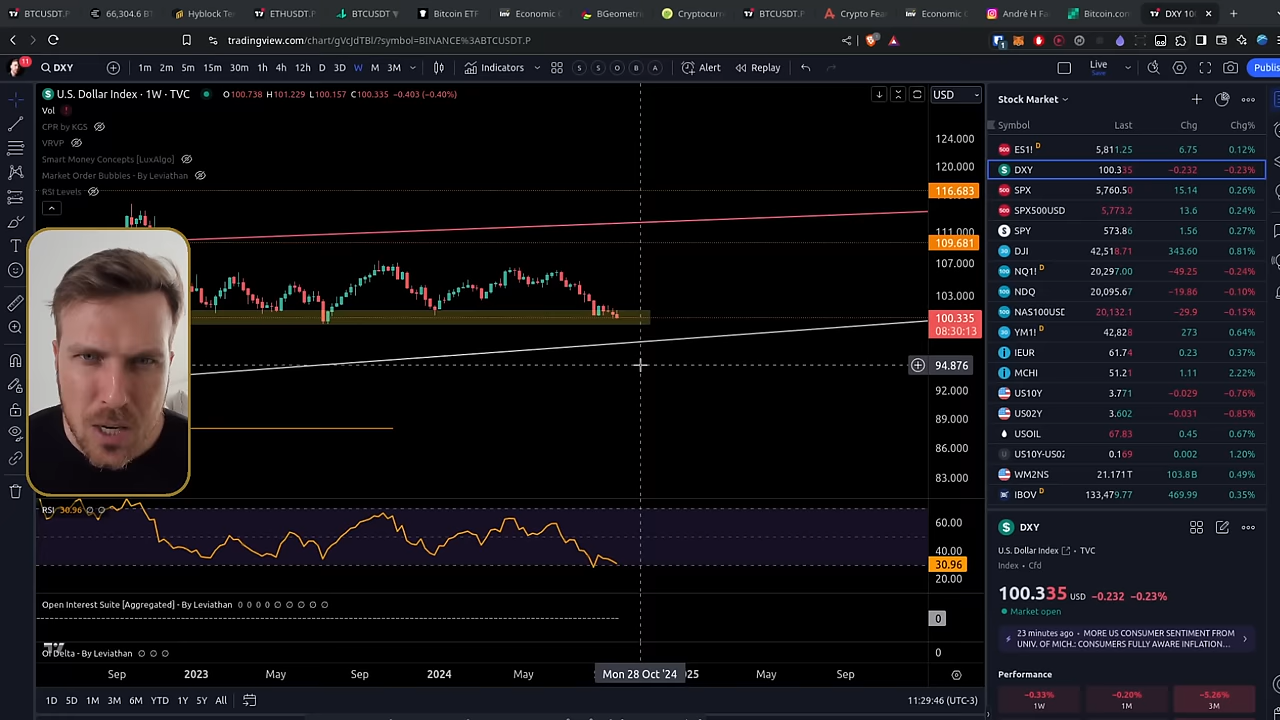 BTCUSDT.P
66,304.6 B
Hyblock Te
ETHUSDT.P
BTCUSDT
Bitcoin ETF
Economic C
BGeometri
Cryptocurr
BTCUSDT.P
Crypto Fea
Economic C
André H Fa
Bitcoin.com
DXY 100
tradingview.com/chart/gVcJdTBl/?symbol=BINANCE%3ABTCUSDT.P
11
DXY
1m 2m 5m 15m 30m 1h 4h 12h D 3D W M 3M
Indicators
S S O B A
Alert
Replay
Live
Save
Publis
U.S. Dollar Index · 1W · TVC
O100.738 H101.229 L100.157 C100.335 −0.403 (−0.40%)
USD
Vol
CPR by KGS
VRVP
Smart Money Concepts [LuxAlgo]
Market Order Bubbles - By Leviathan
RSI Levels
124.000
120.000
116.683
111.000
109.681
107.000
103.000
100.335
08:30:13
94.876
92.000
89.000
86.000
83.000
RSI 30.96
60.00
40.00
30.96
20.00
Open Interest Suite [Aggregated] - By Leviathan 0 0 0 0
0
OI Delta - By Leviathan
0
Sep 2023 May Sep 2024 May Mon 28 Oct '24 25 May Sep
1D 5D 1M 3M 6M YTD 1Y 5Y All
11:29:46 (UTC-3)
Stock Market
Symbol Last Chg Chg%
ES1! D 5,811.25 6.75 0.12%
DXY 100.335 −0.232 −0.23%
SPX 5,760.50 15.14 0.26%
SPX500USD 5,773.2 13.6 0.24%
SPY 573.86 1.56 0.27%
DJI 42,518.71 343.60 0.81%
NQ1! D 20,297.00 −49.25 −0.24%
NDQ 20,095.67 −19.86 −0.10%
NAS100USD 20,132.1 −29.9 −0.15%
YM1! D 42,828 273 0.64%
IEUR 61.74 0.23 0.37%
MCHI 51.21 1.11 2.22%
US10Y 3.771 −0.029 −0.76%
US02Y 3.602 −0.031 −0.85%
USOIL 67.83 0.45 0.67%
US10Y-US02 0.169 0.002 1.20%
WM2NS 21.171T 103.8B 0.49%
IBOV D 133,479.77 469.99 0.35%
DXY
U.S. Dollar Index · TVC
Index · Cfd
100.335 USD −0.232 −0.23%
Market open
23 minutes ago · MORE US CONSUMER SENTIMENT FROM
UNIV. OF MICH.: CONSUMERS FULLY AWARE INFLATION...
Performance
−0.33% −0.20% −5.26%
1W 1M 3M